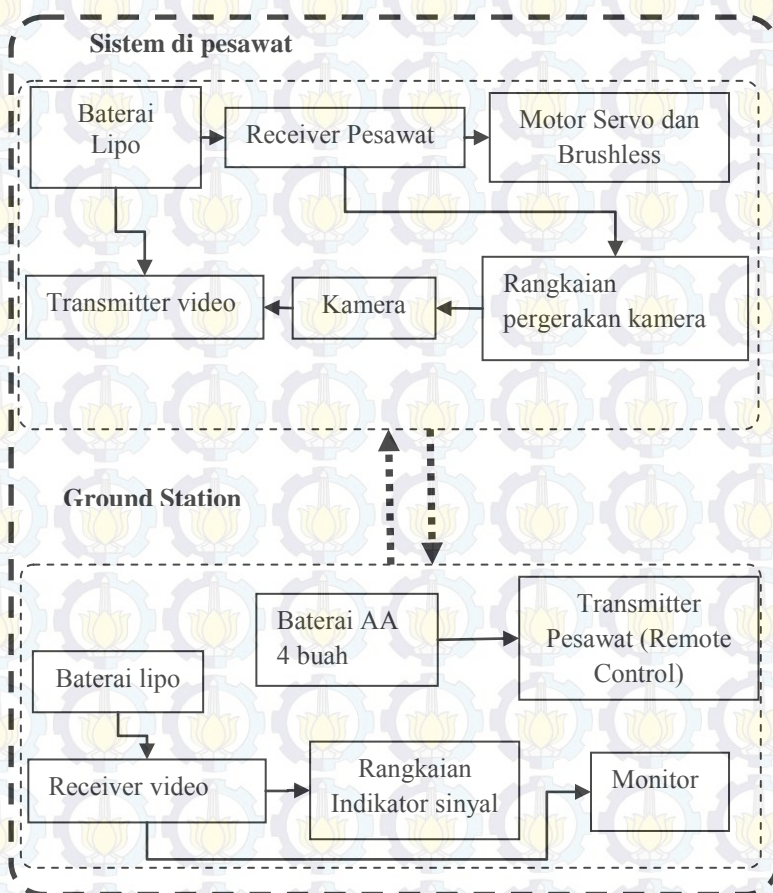 Sistem di pesawat
Baterai
Lipo
Receiver Pesawat
Motor Servo dan
Brushless
Transmitter video
Kamera
Rangkaian
pergerakan kamera
Ground Station
Baterai AA
4 buah
Transmitter
Pesawat (Remote
Control)
Baterai lipo
Receiver video
Rangkaian
Indikator sinyal
Monitor